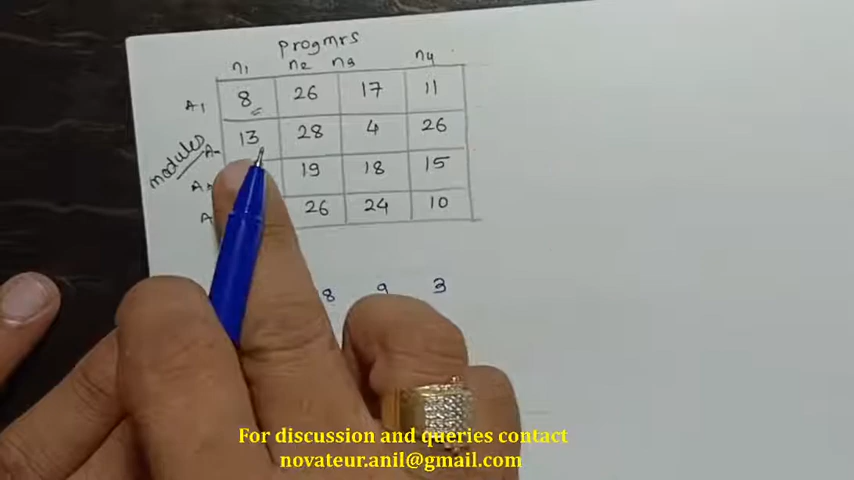 progmrs
n1 n2 n3 n4
A1 8 26 17 11
13 28 4 26
modules
19 18 15
26 24 10
8 9 3
For discussion and queries contact
novateur.anil@gmail.com